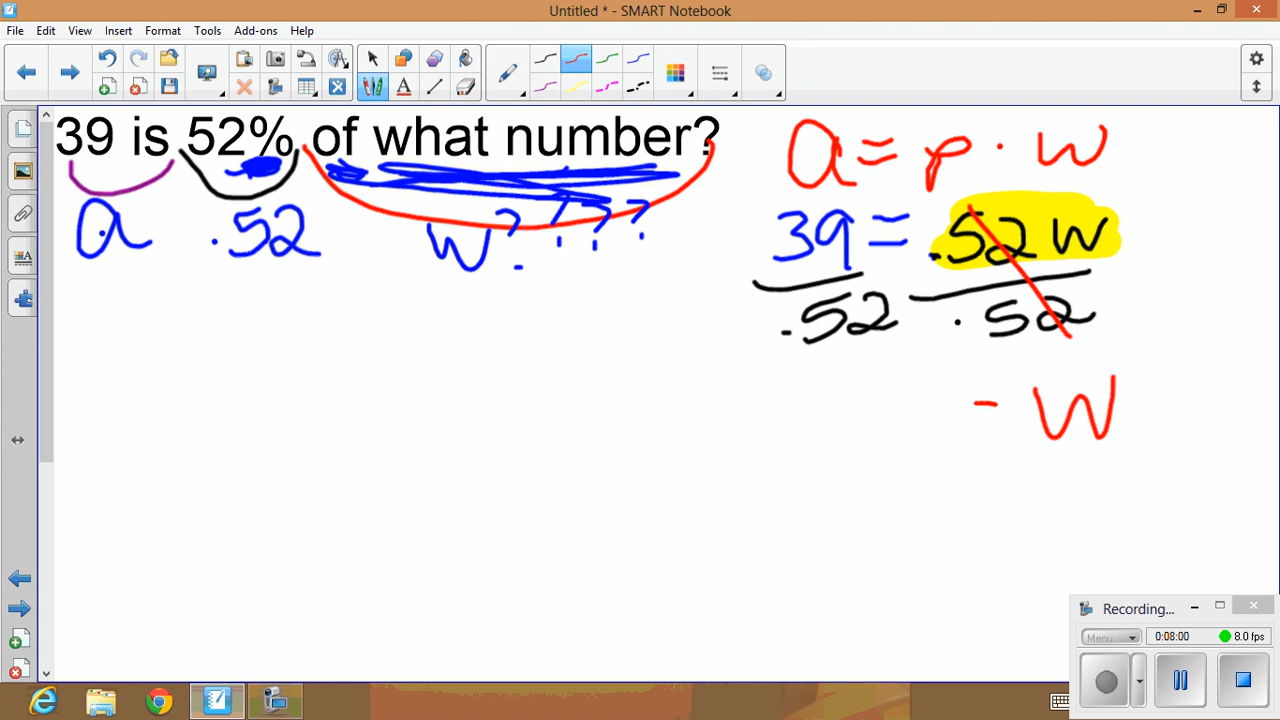 Untitled * - SMART Notebook
File Edit View Insert Format Tools Add-ons Help
39 is 52% of what number?
a .52 w ? ? ? ?
a = p · w
39 = .52 w
.52 .52
- w
Recording...
Menu 0:08:00 8.0 fps